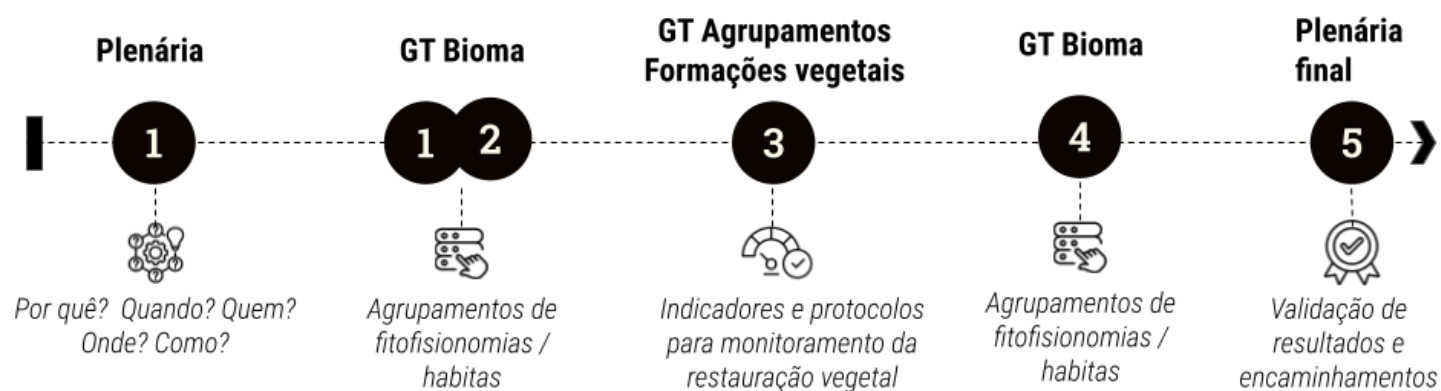 Plenária
GT Bioma
GT Agrupamentos
Formações vegetais
GT Bioma
Plenária
final
1
1 2
3
4
5
Por quê?  Quando? Quem?
Onde? Como?
Agrupamentos de
fitofisionomias /
habitas
Indicadores e protocolos
para monitoramento da
restauração vegetal
Agrupamentos de
fitofisionomias /
habitas
Validação de
resultados e
encaminhamentos